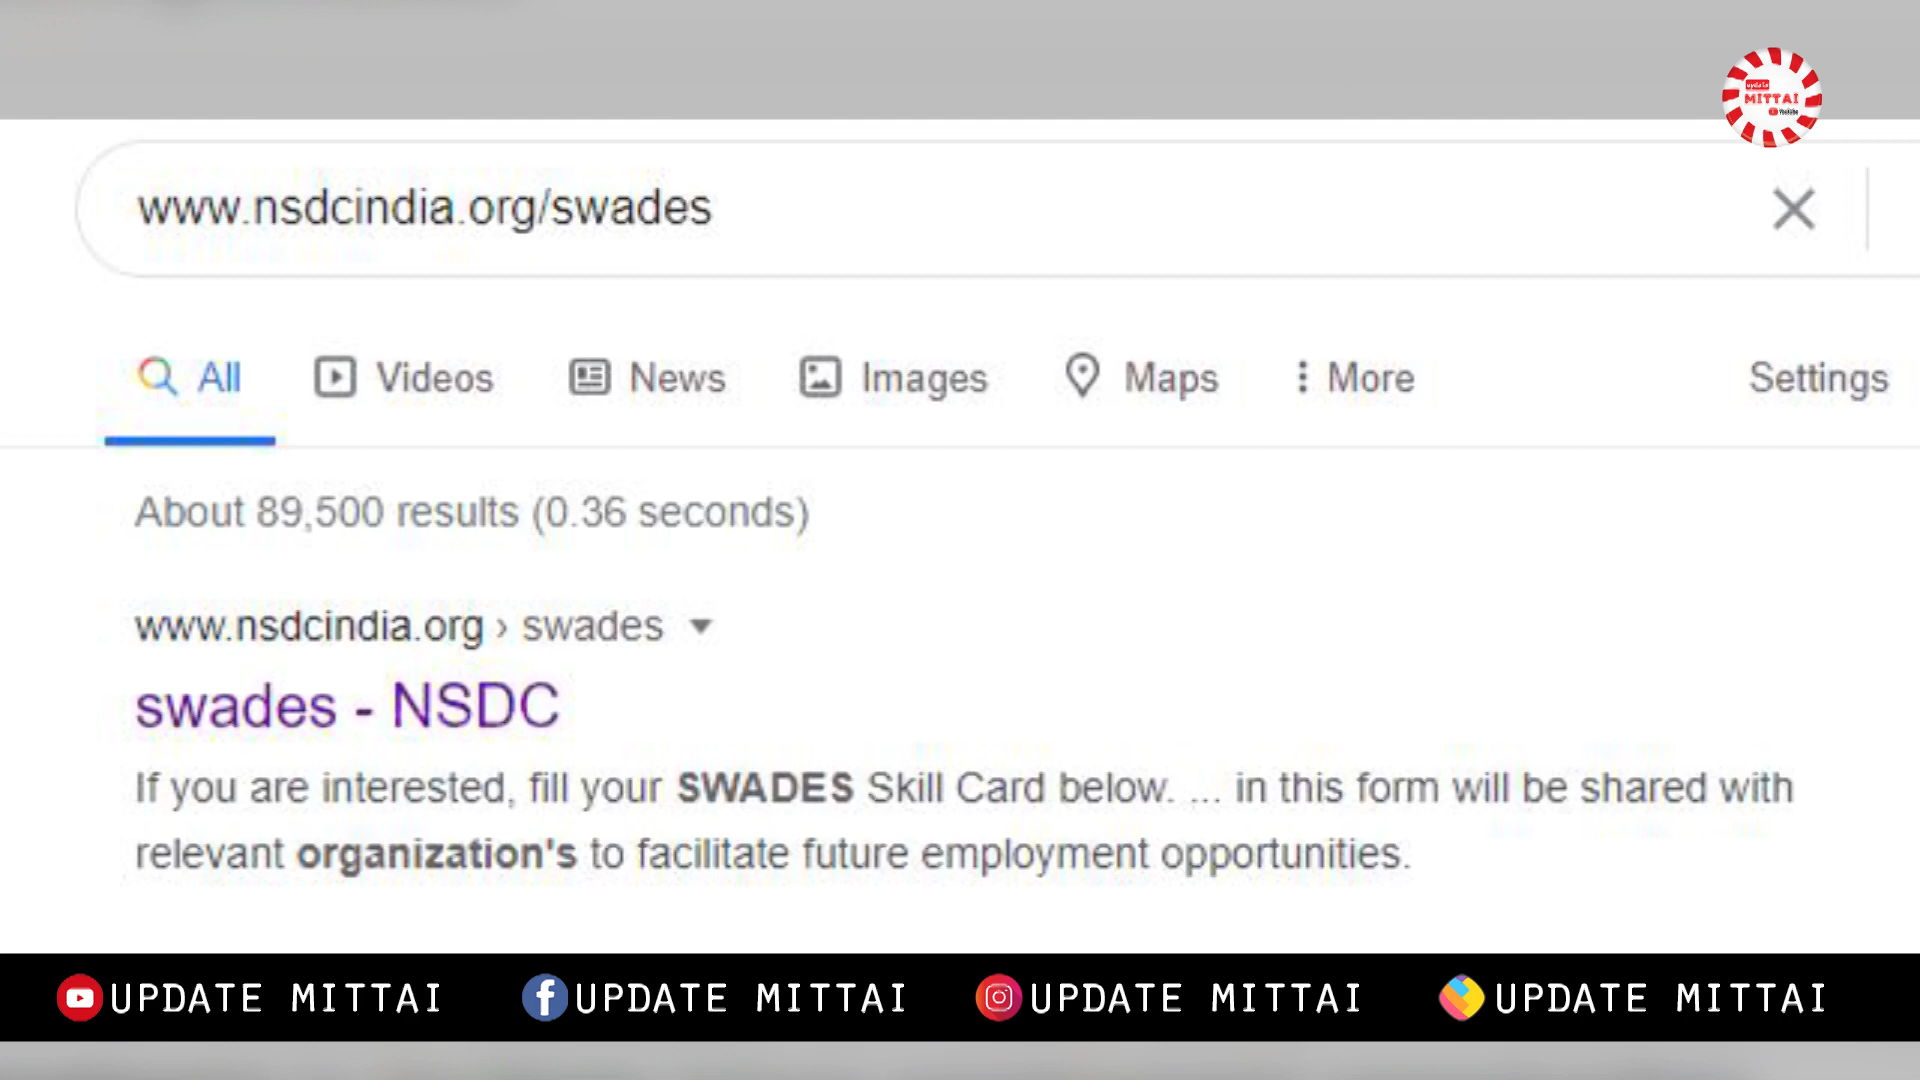 update
MITTAI
YouTube
www.nsdcindia.org/swades
All Videos News Images Maps More Settings
About 89,500 results (0.36 seconds)
www.nsdcindia.org › swades
swades - NSDC
If you are interested, fill your SWADES Skill Card below. ... in this form will be shared with
relevant organization's to facilitate future employment opportunities.
UPDATE MITTAI UPDATE MITTAI UPDATE MITTAI UPDATE MITTAI